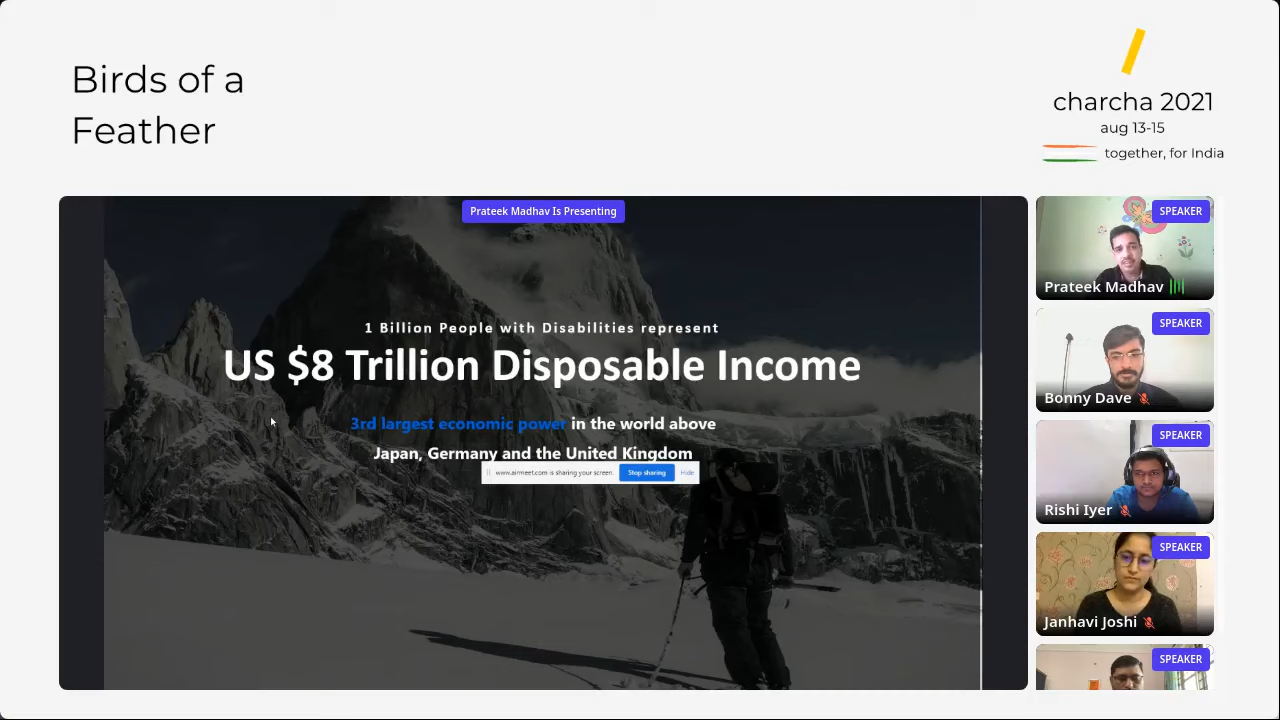 Birds of a
Feather
charcha 2021
aug 13-15
together, for India
Prateek Madhav Is Presenting
1 Billion People with Disabilities represent
US $8 Trillion Disposable Income
3rd largest economic power in the world above
Japan, Germany and the United Kingdom
www.airmeet.com is sharing your screen.
Stop sharing
Hide
SPEAKER
Prateek Madhav
SPEAKER
Bonny Dave
SPEAKER
Rishi Iyer
SPEAKER
Janhavi Joshi
SPEAKER